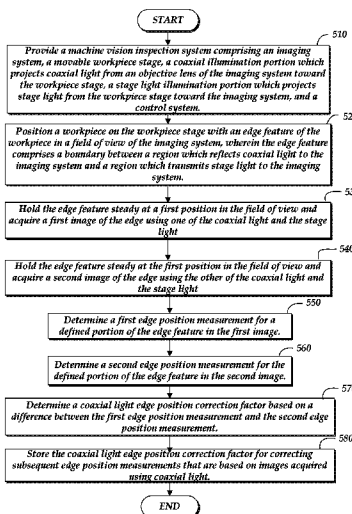 START
510
Provide a machine vision inspection system comprising an imaging
system, a movable workpiece stage, a coaxial illumination portion which
projects coaxial light from an objective lens of the imaging system toward
the workpiece stage, a stage light illumination portion which projects
stage light from the workpiece stage toward the imaging system, and a
control system.
52
Position a workpiece on the workpiece stage with an edge feature of the
workpiece in a field of view of the imaging system, wherein the edge feature
comprises a boundary between a region which reflects coaxial light to the
imaging system and a region which transmits stage light to the imaging
system.
53
Hold the edge feature steady at a first position in the field of view and
acquire a first image of the edge using one of the coaxial light and the stage
light
540
Hold the edge feature steady at the first position in the field of view and
acquire a second image of the edge using the other of the coaxial light and
the stage light
550
Determine a first edge position measurement for a
defined portion of the edge feature in the first image.
560
Determine a second edge position measurement for the
defined portion of the edge feature in the second image.
57
Determine a coaxial light edge position correction factor based on a
difference between the first edge position measurement and the second edge
position measurement.
580
Store the coaxial light edge position correction factor for correcting
subsequent edge position measurements that are based on images acquired
using coaxial light.
END